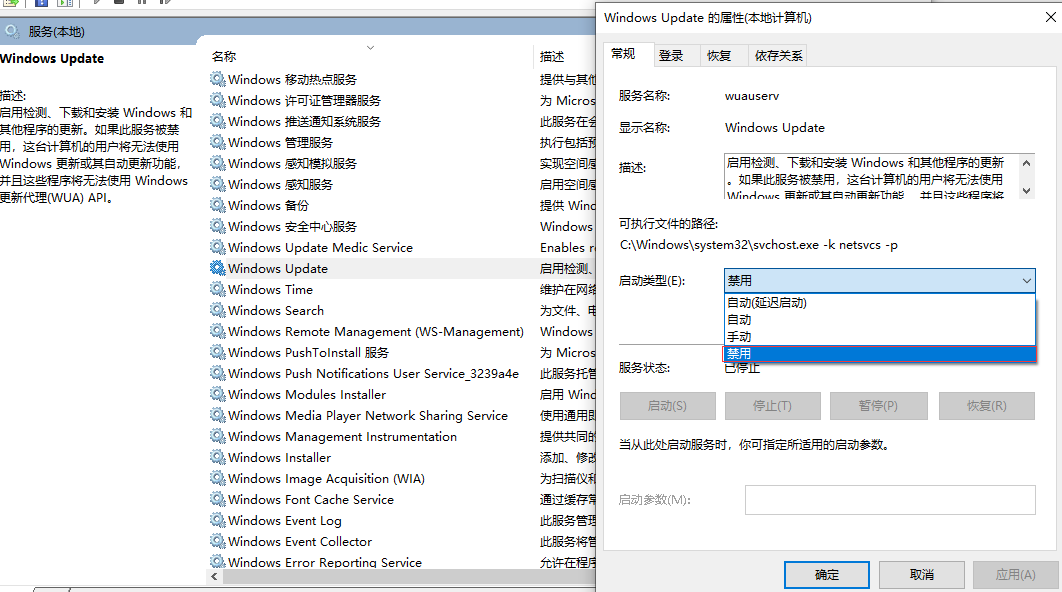 服务(本地)
Windows Update
描述:
启用检测、下载和安装 Windows 和
其他程序的更新。如果此服务被禁
用，这台计算机的用户将无法使用
Windows 更新或其自动更新功能，
并且这些程序将无法使用 Windows
更新代理(WUA) API。
名称 描述
Windows 移动热点服务 提供与其他
Windows 许可证管理器服务 为 Micros
Windows 推送通知系统服务 此服务在会
Windows 管理服务 执行包括预
Windows 感知模拟服务 实现空间感
Windows 感知服务 启用空间感
Windows 备份 提供 Wind
Windows 安全中心服务 Windows
Windows Update Medic Service Enables re
Windows Update 启用检测、
Windows Time 维护在网络
Windows Search 为文件、电
Windows Remote Management (WS-Management) Windows
Windows PushToInstall 服务 为 Micros
Windows Push Notifications User Service_3239a4e 此服务托管
Windows Modules Installer 启用 Wind
Windows Media Player Network Sharing Service 使用通用即
Windows Management Instrumentation 提供共同的
Windows Installer 添加、修改
Windows Image Acquisition (WIA) 为扫描仪和
Windows Font Cache Service 通过缓存常
Windows Event Log 此服务管理
Windows Event Collector 此服务将管
Windows Error Reporting Service 允许在程序
Windows Update 的属性(本地计算机)
常规 登录 恢复 依存关系
服务名称: wuauserv
显示名称: Windows Update
描述: 启用检测、下载和安装 Windows 和其他程序的更新
。如果此服务被禁用，这台计算机的用户将无法使用
Windows 更新或其自动更新功能，并且这些程序将
可执行文件的路径:
C:\Windows\system32\svchost.exe -k netsvcs -p
启动类型(E): 禁用
自动(延迟启动)
自动
手动
禁用
服务状态: 已停止
启动(S) 停止(T) 暂停(P) 恢复(R)
当从此处启动服务时，你可指定所适用的启动参数。
启动参数(M):
确定 取消 应用(A)